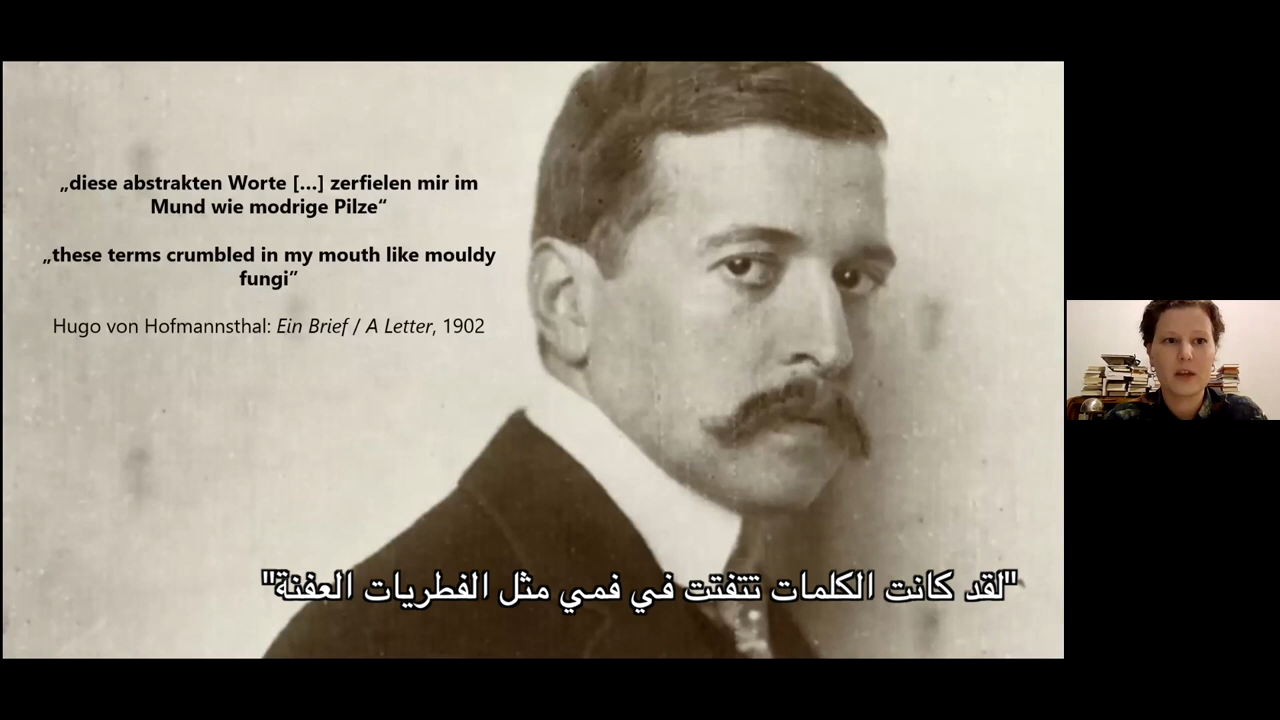 „diese abstrakten Worte [...] zerfielen mir im
Mund wie modrige Pilze“
„these terms crumbled in my mouth like mouldy
fungi”
Hugo von Hofmannsthal: Ein Brief / A Letter, 1902
"لقد كانت الكلمات تتفتت في فمي مثل الفطريات العفنة"